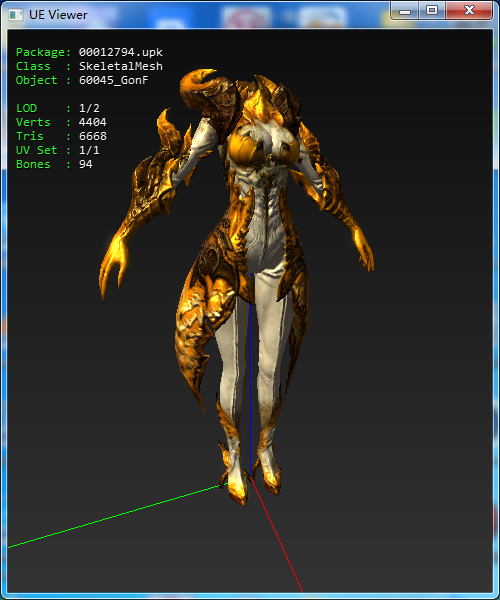 UE Viewer
Package: 00012794.upk
Class : SkeletalMesh
Object : 60045_GonF
LOD : 1/2
Verts : 4404
Tris : 6668
UV Set : 1/1
Bones : 94